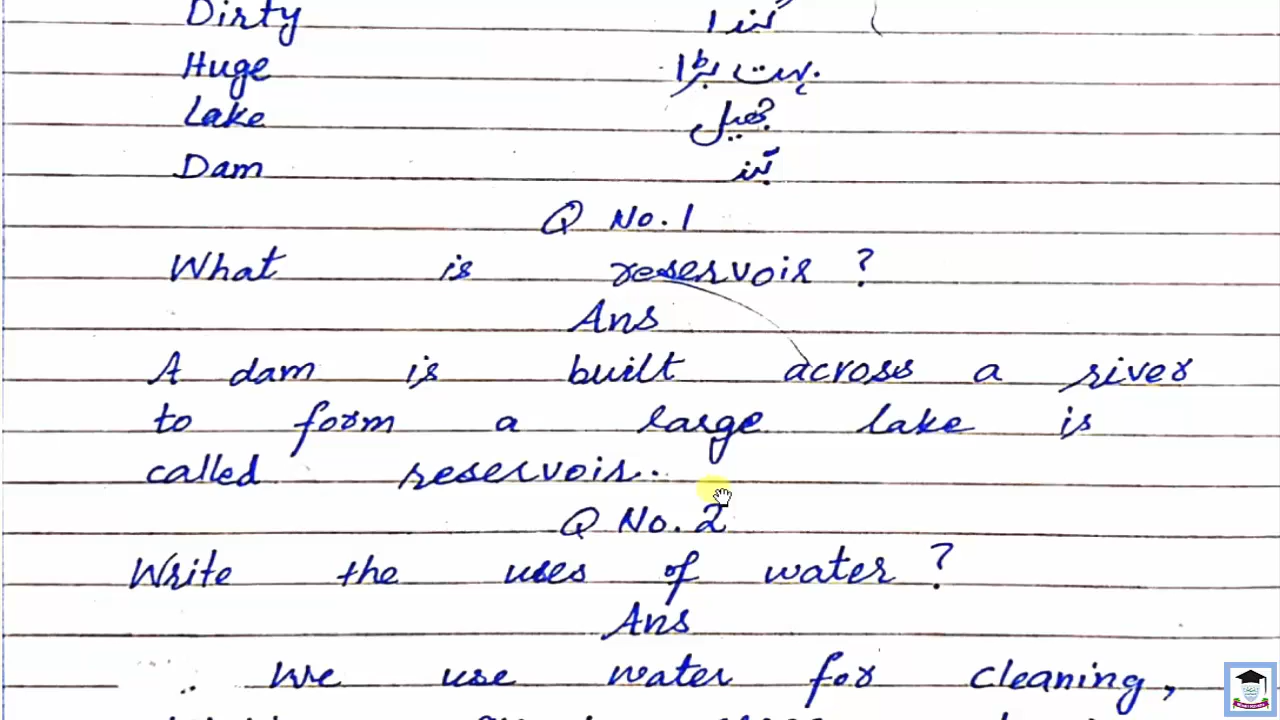 Dirty گندا
Huge بہت بڑا
Lake جھیل
Dam بند
Q No. 1
What is reservoir ?
Ans
A dam is built across a river
to form a large lake is
called reservoir..
Q No. 2
Write the uses of water ?
Ans
We use water for cleaning,